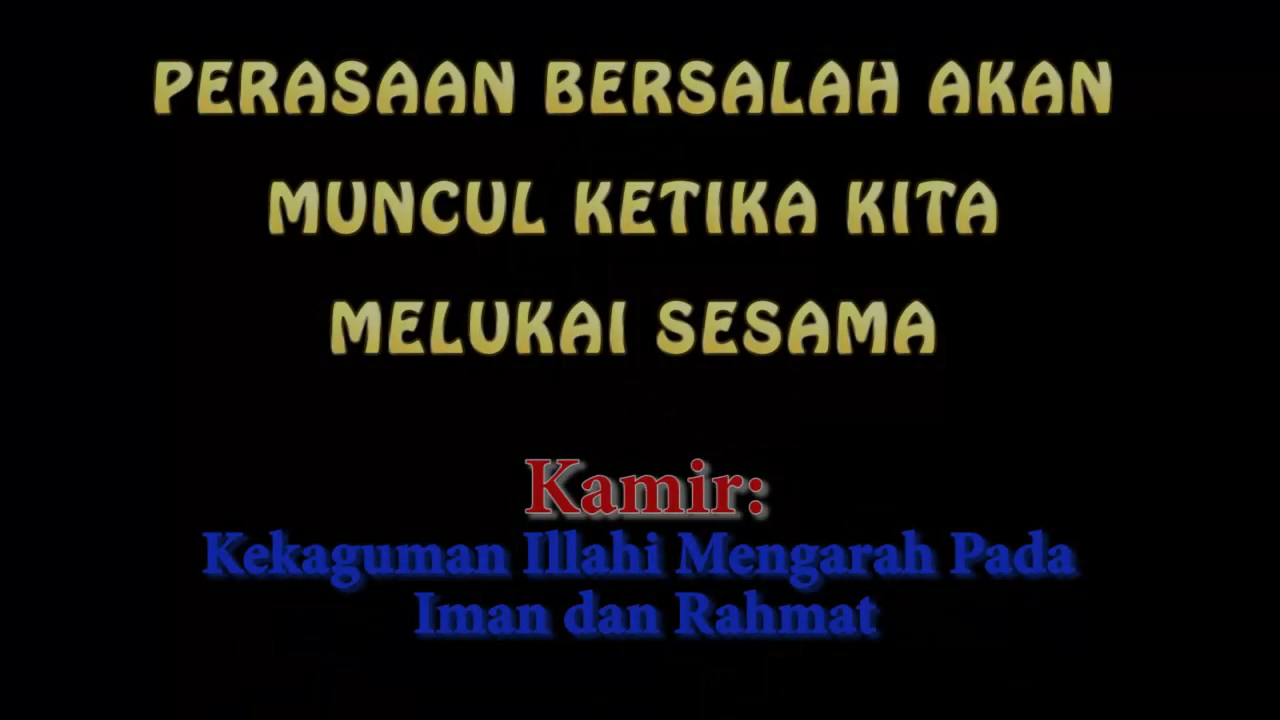 PERASAAN BERSALAH AKAN
MUNCUL KETIKA KITA
MELUKAI SESAMA
Kamir:
Kekaguman Illahi Mengarah Pada
Iman dan Rahmat